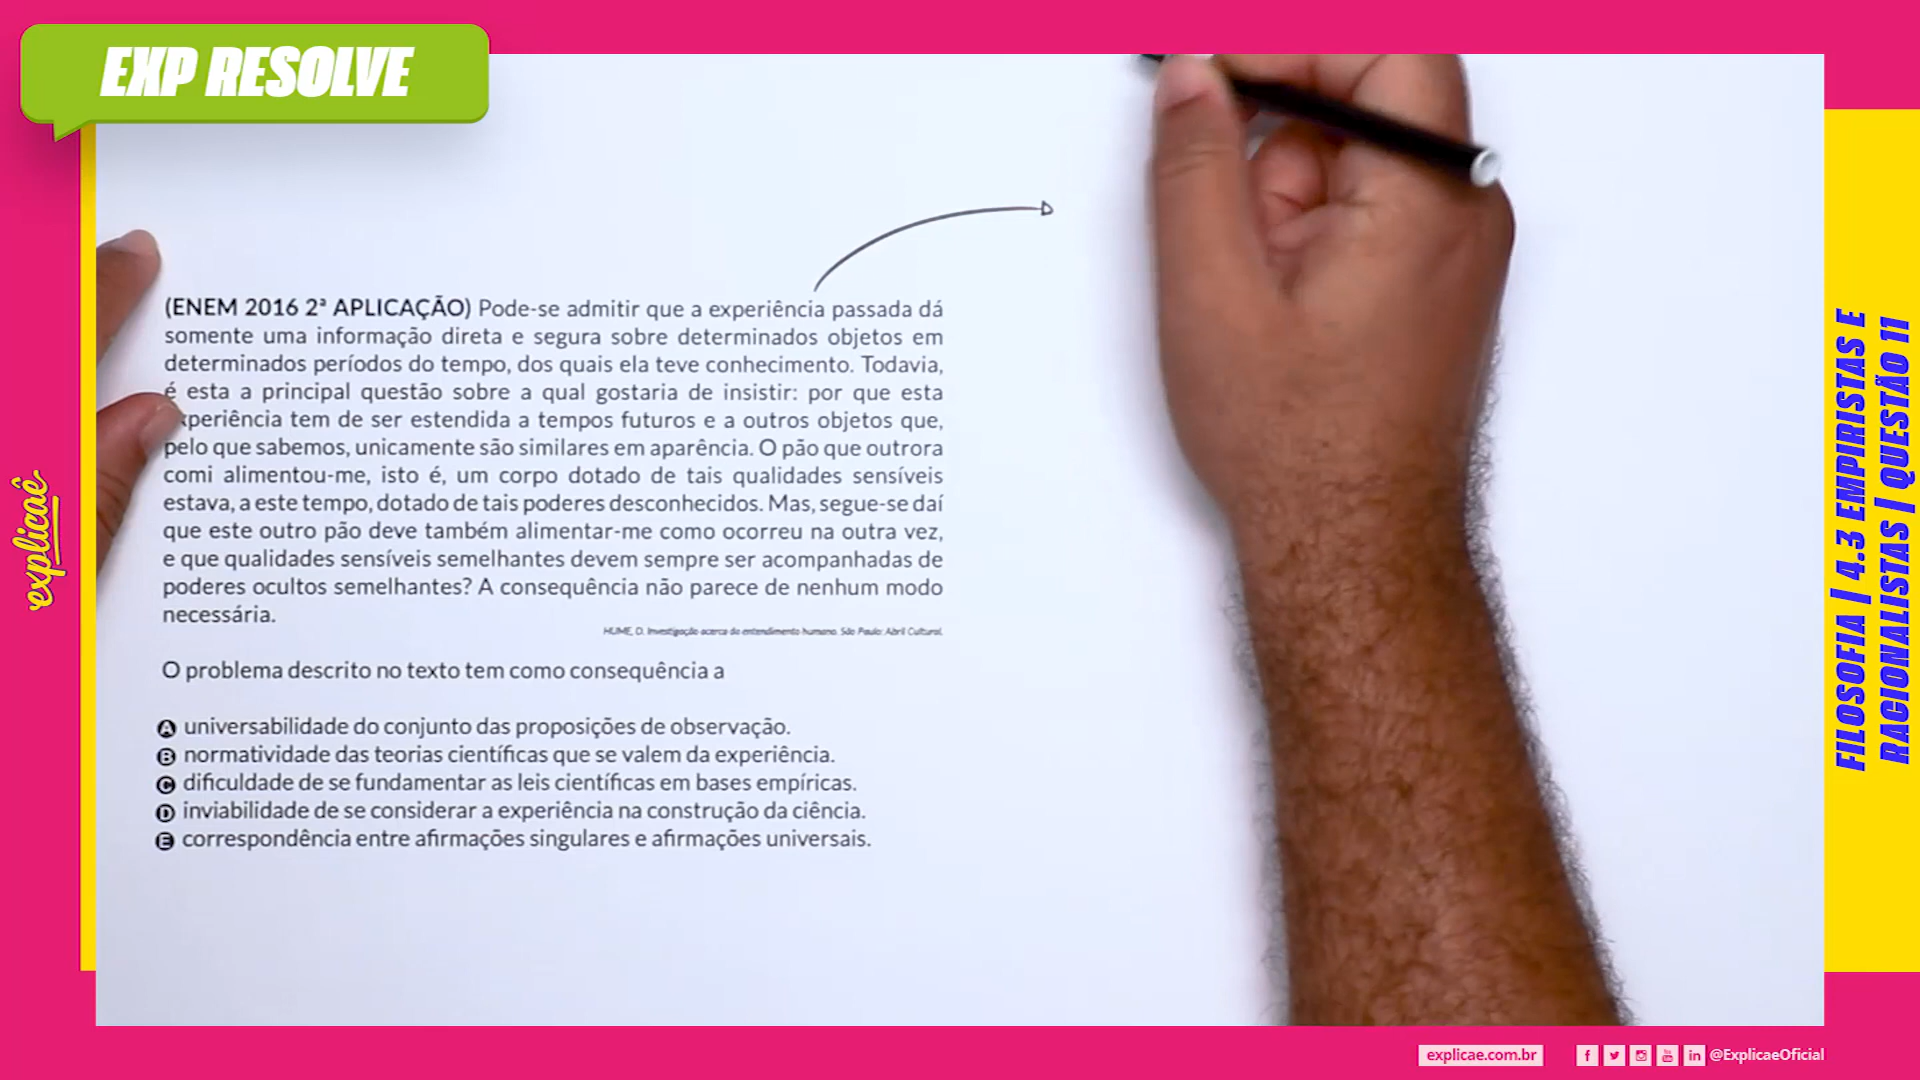 EXP RESOLVE
(ENEM 2016 2ª APLICAÇÃO) Pode-se admitir que a experiência passada dá
somente uma informação direta e segura sobre determinados objetos em
determinados períodos do tempo, dos quais ela teve conhecimento. Todavia,
é esta a principal questão sobre a qual gostaria de insistir: por que esta
xperiência tem de ser estendida a tempos futuros e a outros objetos que,
pelo que sabemos, unicamente são similares em aparência. O pão que outrora
comi alimentou-me, isto é, um corpo dotado de tais qualidades sensíveis
estava, a este tempo, dotado de tais poderes desconhecidos. Mas, segue-se daí
que este outro pão deve também alimentar-me como ocorreu na outra vez,
e que qualidades sensíveis semelhantes devem sempre ser acompanhadas de
poderes ocultos semelhantes? A consequência não parece de nenhum modo
necessária.
HUME, D. Investigação acerca do entendimento humano. São Paulo: Abril Cultural.
O problema descrito no texto tem como consequência a
A universabilidade do conjunto das proposições de observação.
B normatividade das teorias científicas que se valem da experiência.
C dificuldade de se fundamentar as leis científicas em bases empíricas.
D inviabilidade de se considerar a experiência na construção da ciência.
E correspondência entre afirmações singulares e afirmações universais.
explicaê
FILOSOFIA | 4.3 EMPIRISTAS E
RACIONALISTAS | QUESTÃO 11
explicae.com.br
@ExplicaeOficial